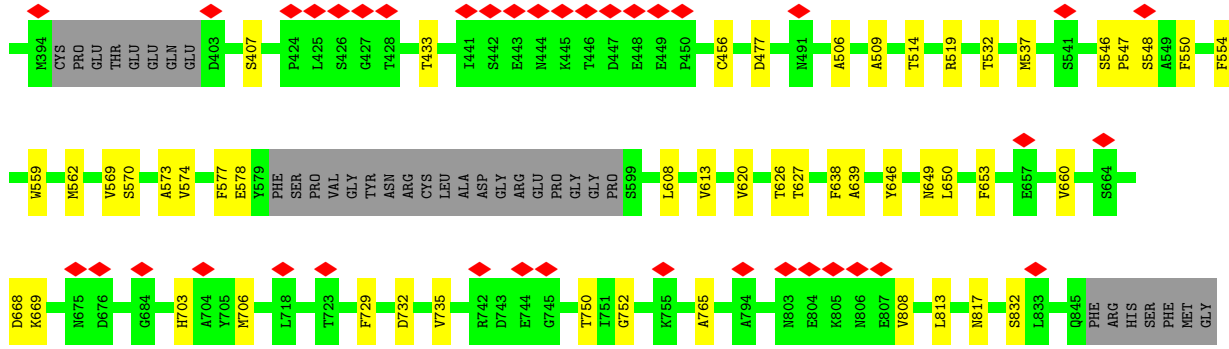 M394 CYS PRO GLU THR GLU GLU GLN GLU D403 S407 P424 L425 S426 G427 T428 T433 I441 S442 E443 N444 K445 T446 D447 E448 E449 P450 C456 D477 N491 A506 A509 T514 R519 T532 M537 S541 S546 P547 S548 A549 F550 F554
W559 M562 V569 S570 A573 V574 F577 E578 Y579 PHE SER PRO VAL GLY TYR ASN ARG CYS LEU ALA ASP GLY ARG GLU PRO GLY GLY PRO S599 L608 V613 V620 T626 T627 F638 A639 Y646 N649 L650 F653 E657 V660 S664
D668 K669 N675 D676 G684 H703 A704 Y705 M706 L718 T723 F729 D732 V735 R742 D743 E744 G745 T750 I751 G752 K755 A765 A794 N803 E804 K805 N806 E807 V808 L813 N817 S832 L833 Q845 PHE ARG HIS SER PHE MET GLY